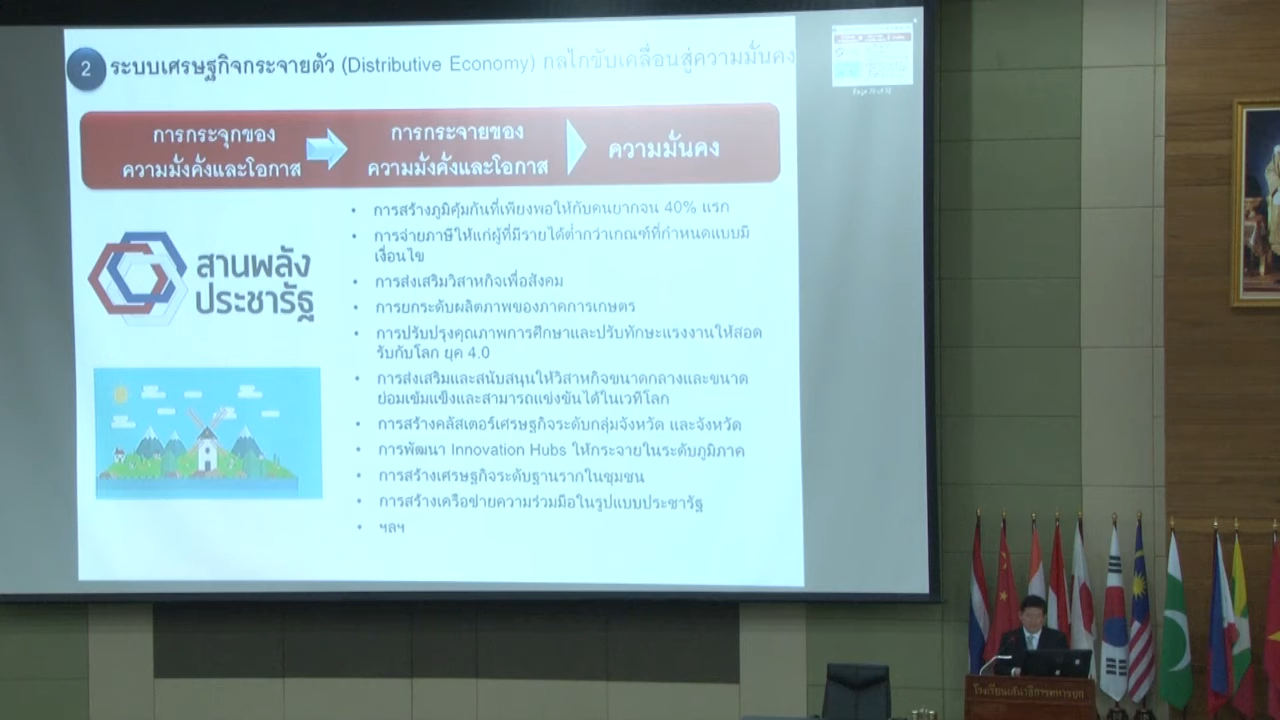 2
ระบบเศรษฐกิจกระจายตัว (Distributive Economy) กลไกขับเคลื่อนสู่ความมั่นคง
การกระจุกของ
ความมั่งคั่งและโอกาส
การกระจายของ
ความมั่งคั่งและโอกาส
ความมั่นคง
สานพลัง
ประชารัฐ
• การสร้างภูมิคุ้มกันที่เพียงพอให้กับคนยากจน 40% แรก
• การจ่ายภาษีให้แก่ผู้ที่มีรายได้ต่ำกว่าเกณฑ์ที่กำหนดแบบมี
เงื่อนไข
• การส่งเสริมวิสาหกิจเพื่อสังคม
• การยกระดับผลิตภาพของภาคการเกษตร
• การปรับปรุงคุณภาพการศึกษาและปรับทักษะแรงงานให้สอด
รับกับโลก ยุค 4.0
• การส่งเสริมและสนับสนุนให้วิสาหกิจขนาดกลางและขนาด
ย่อมเข้มแข็งและสามารถแข่งขันได้ในเวทีโลก
• การสร้างคลัสเตอร์เศรษฐกิจระดับกลุ่มจังหวัด และจังหวัด
• การพัฒนา Innovation Hubs ให้กระจายในระดับภูมิภาค
• การสร้างเศรษฐกิจระดับฐานรากในชุมชน
• การสร้างเครือข่ายความร่วมมือในรูปแบบประชารัฐ
• ฯลฯ
โรงเรียนเสนาธิการทหารบก